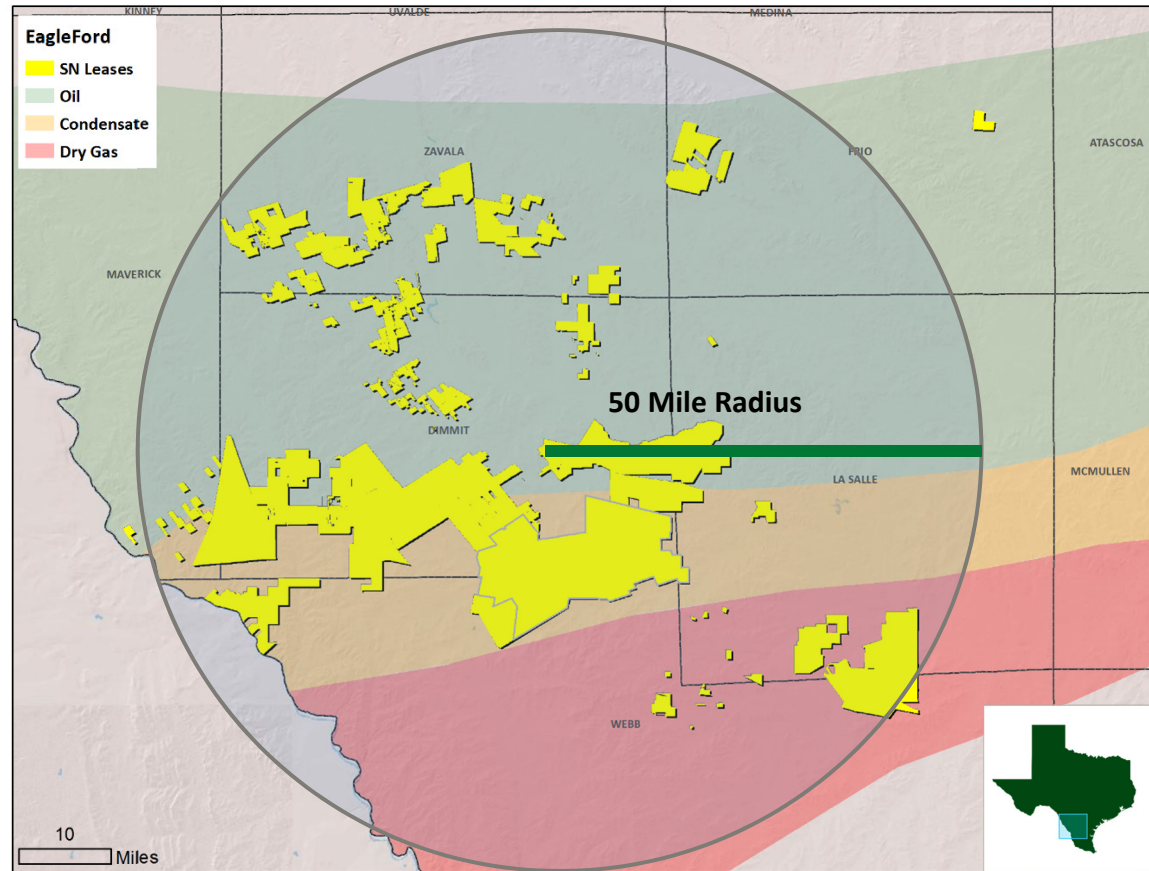 KINNEY
UVALDE
MEDINA
EagleFord
SN Leases
Oil
Condensate
Dry Gas
ZAVALA
FRIO
ATASCOSA
MAVERICK
50 Mile Radius
DIMMIT
LA SALLE
MCMULLEN
WEBB
10
Miles